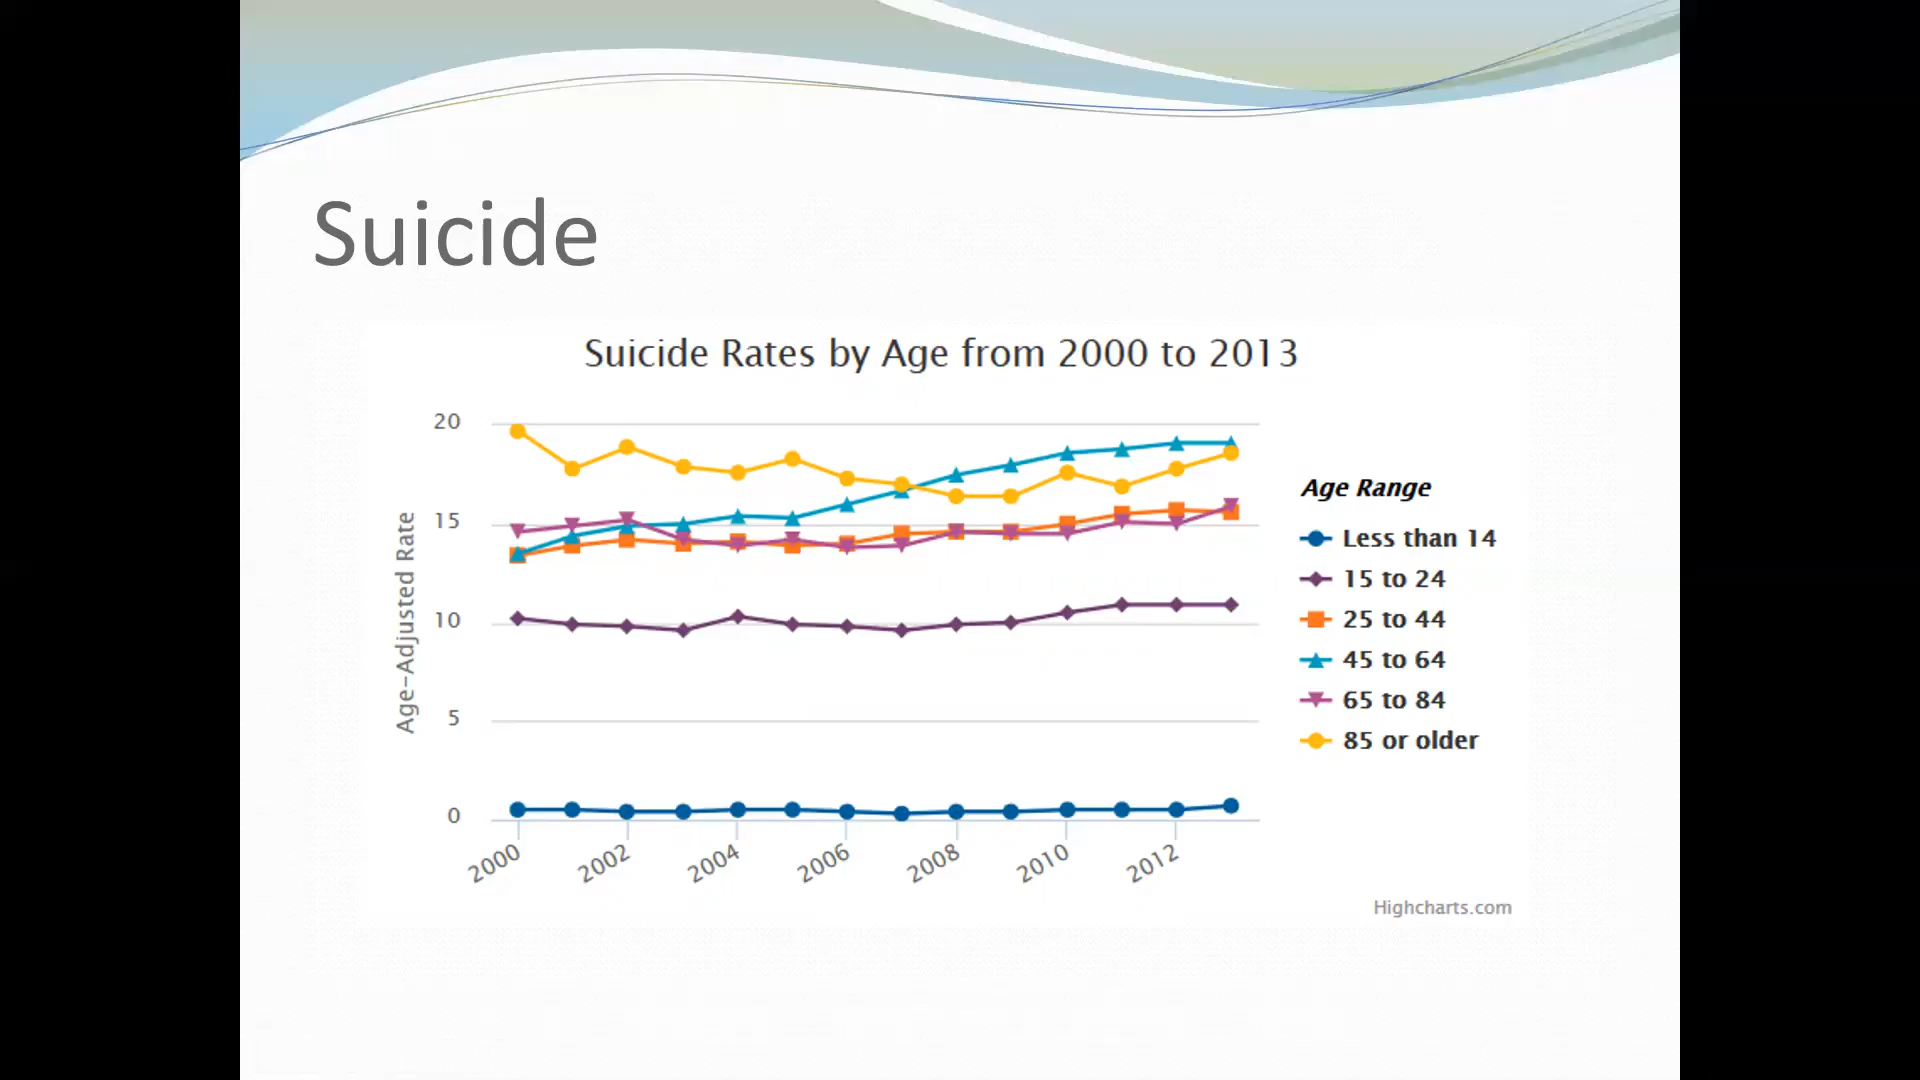 Suicide
Suicide Rates by Age from 2000 to 2013
Age-Adjusted Rate
20
15
10
5
0
2000
2002
2004
2006
2008
2010
2012
Age Range
Less than 14
15 to 24
25 to 44
45 to 64
65 to 84
85 or older
Highcharts.com